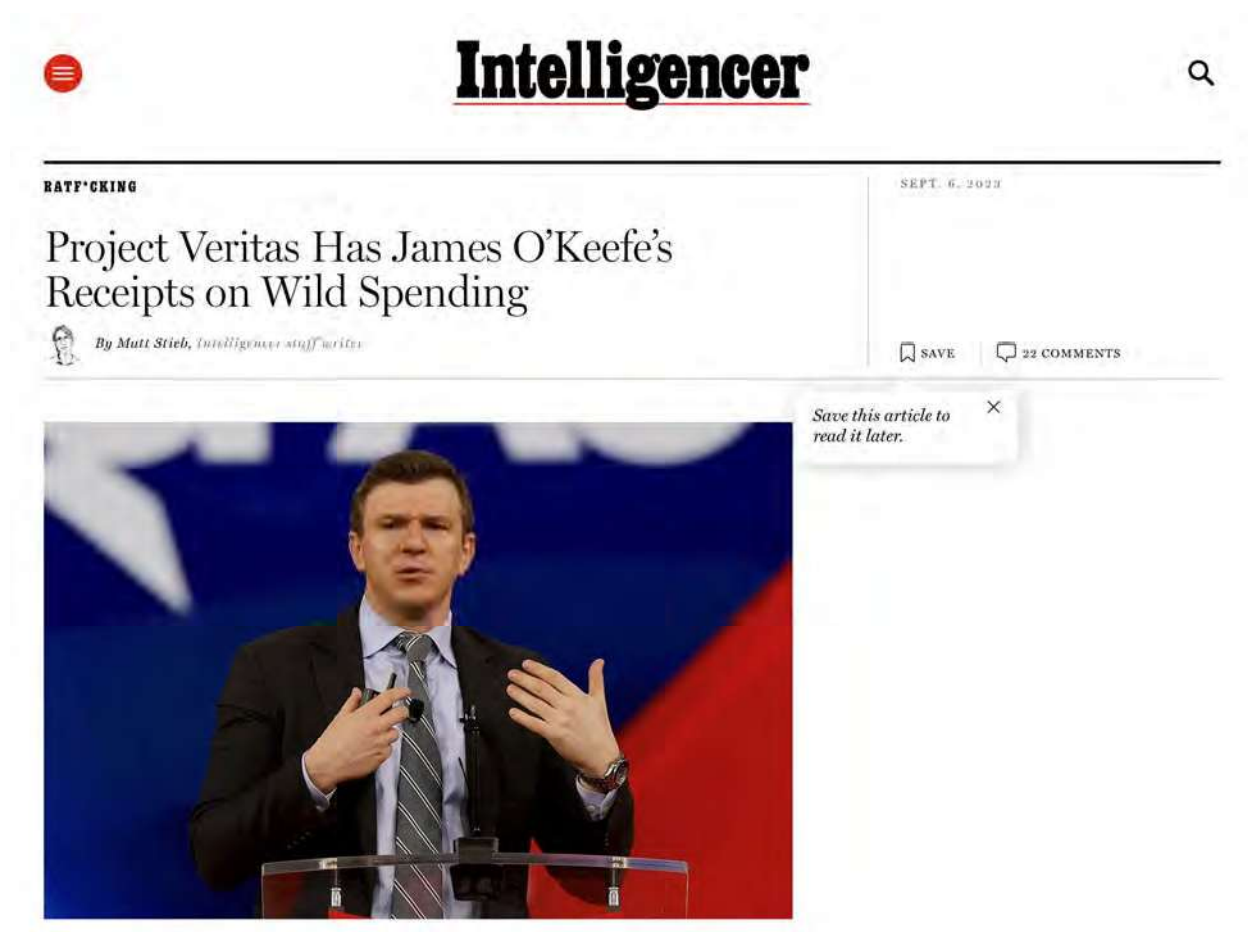 Intelligencer
RATF*CKING
SEPT. 6, 2023
Project Veritas Has James O’Keefe’s
Receipts on Wild Spending
By Matt Stieb, Intelligencer staff writer
SAVE
22 COMMENTS
Save this article to
read it later.